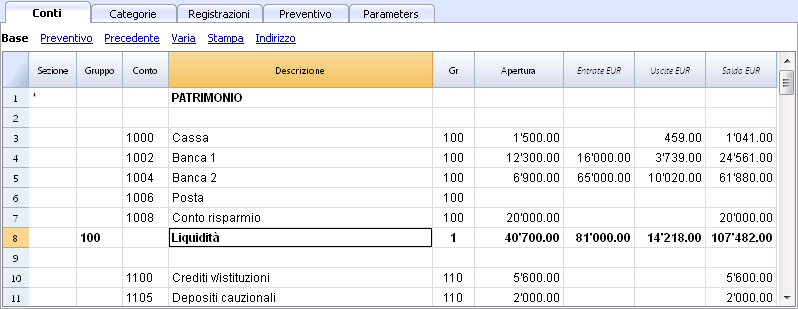 Conti Categorie Registrazioni Preventivo Parameters
Base Preventivo Precedente Varia Stampa Indirizzo
Sezione Gruppo Conto Descrizione Gr Apertura Entrate EUR Uscite EUR Saldo EUR
1 * PATRIMONIO
2
3 1000 Cassa 100 1'500.00 459.00 1'041.00
4 1002 Banca 1 100 12'300.00 16'000.00 3'739.00 24'561.00
5 1004 Banca 2 100 6'900.00 65'000.00 10'020.00 61'880.00
6 1006 Posta 100
7 1008 Conto risparmio 100 20'000.00 20'000.00
8 100 Liquidità 1 40'700.00 81'000.00 14'218.00 107'482.00
9
10 1100 Crediti v/istituzioni 110 5'600.00 5'600.00
11 1105 Depositi cauzionali 110 2'000.00 2'000.00